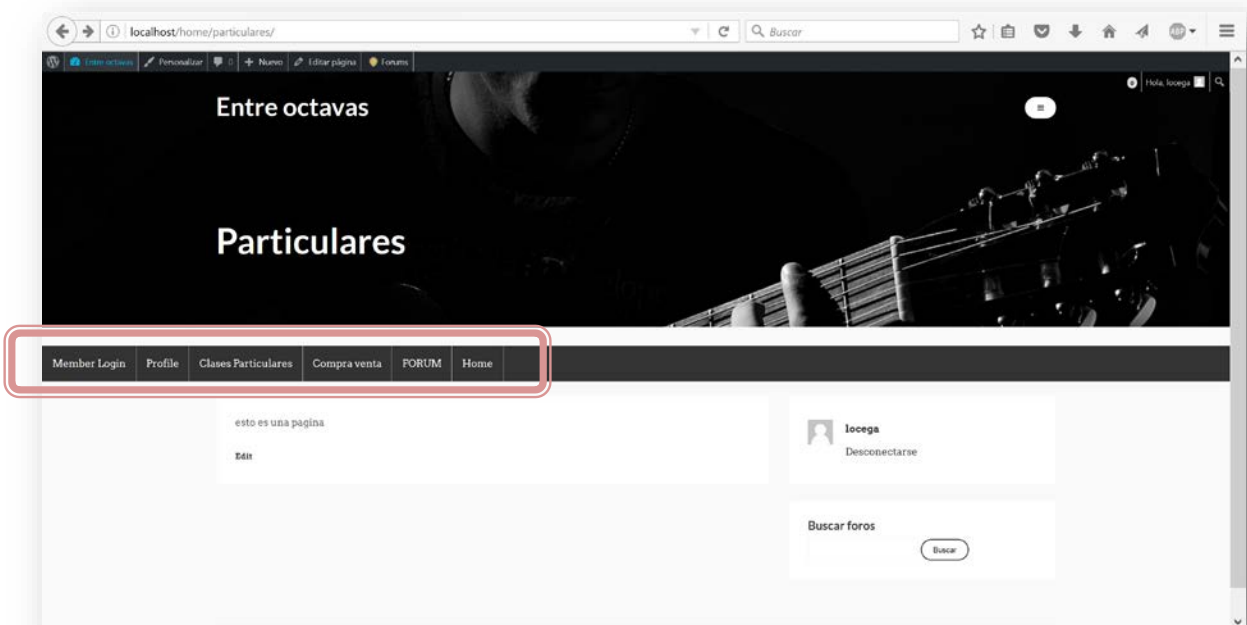 localhost/home/particulares/
Buscar
Entre octavas Personalizar 0 + Nuevo Editar página Forums
Hola, locega
Entre octavas
Particulares
Member Login Profile Clases Particulares Compra venta FORUM Home
esto es una pagina
Edit
locega
Desconectarse
Buscar foros
Buscar